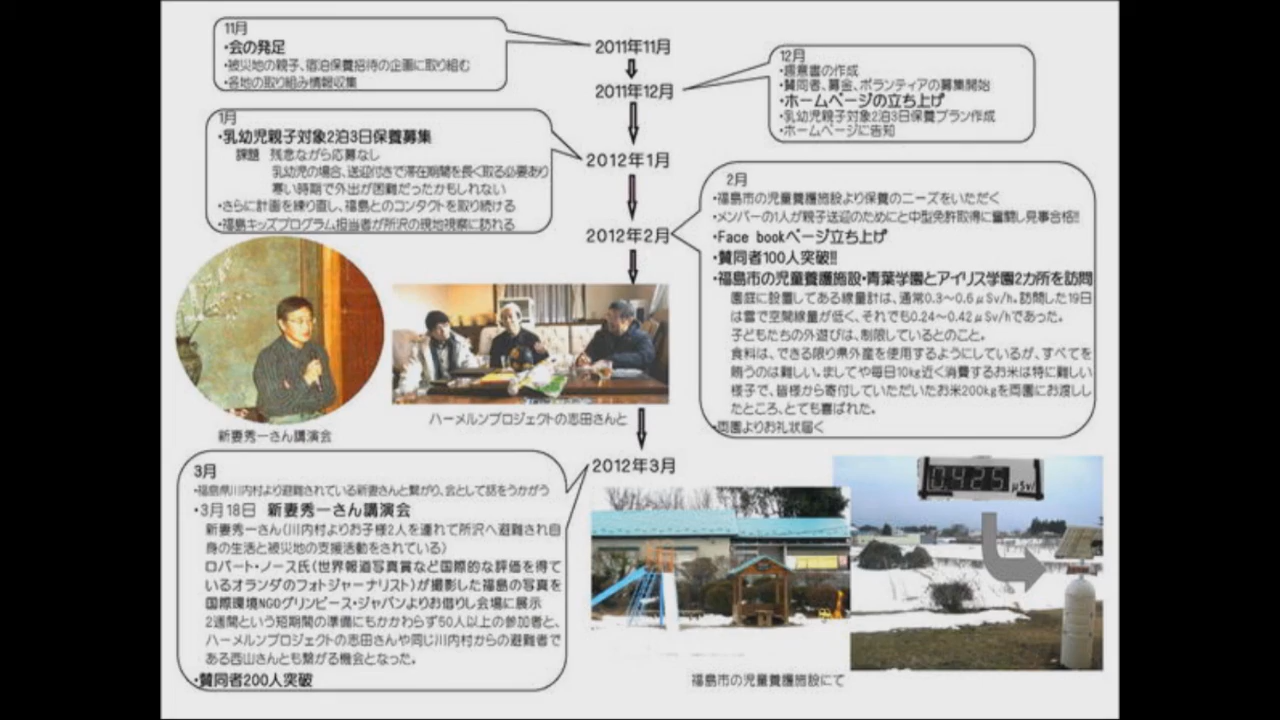 11月
・会の発足
・被災地の親子、宿泊保養招待の企画に取り組む
・各地の取り組み情報収集
2011年11月
2011年12月
12月
・趣意書の作成
・賛同者、募金、ボランティアの募集開始
・ホームページの立ち上げ
・乳幼児親子対象2泊3日保養プラン作成
・ホームページに告知
1月
・乳幼児親子対象2泊3日保養募集
課題 残念ながら応募なし
乳幼児の場合、送迎付きで滞在期間を長く取る必要あり
寒い時期で外出が困難だったかもしれない
・さらに計画を練り直し、福島とのコンタクトを取り続ける
・福島キッズプログラム担当者が所沢の現地視察に訪れる
2012年1月
2012年2月
2月
・福島市の児童養護施設より保養のニーズをいただく
・メンバーの1人が親子送迎のためにと中型免許取得に奮闘し見事合格!!
・Face bookページ立ち上げ
・賛同者100人突破!!
・福島市の児童養護施設・青葉学園とアイリス学園2カ所を訪問
園庭に設置してある線量計は、通常0.3～0.6μSv/h。訪問した19日
は雪で空間線量が低く、それでも0.24～0.42μSv/hであった。
子どもたちの外遊びは、制限しているとのこと。
食料は、できる限り県外産を使用するようにしているが、すべてを
賄うのは難しい。ましてや毎日10kg近く消費するお米は特に難しい
様子で、皆様から寄付していただいたお米200kgを両園にお渡しし
たところ、とても喜ばれた。
・両園よりお礼状届く
新妻秀一さん講演会
ハーメルンプロジェクトの志田さんと
2012年3月
3月
・福島県川内村より避難されている新妻さんと繋がり、会として話をうかがう
・3月18日 新妻秀一さん講演会
新妻秀一さん(川内村よりお子様2人を連れて所沢へ避難され自
身の生活と被災地の支援活動をされている)
ロバート・ノース氏(世界報道写真賞など国際的な評価を得て
いるオランダのフォトジャーナリスト)が撮影した福島の写真を
国際環境NGOグリンピース・ジャパンよりお借りし会場に展示
2週間という短期間の準備にもかかわらず50人以上の参加者と、
ハーメルンプロジェクトの志田さんや同じ川内村からの避難者で
ある西山さんとも繋がる機会となった。
・賛同者200人突破
0.425
μSv/
福島市の児童養護施設にて